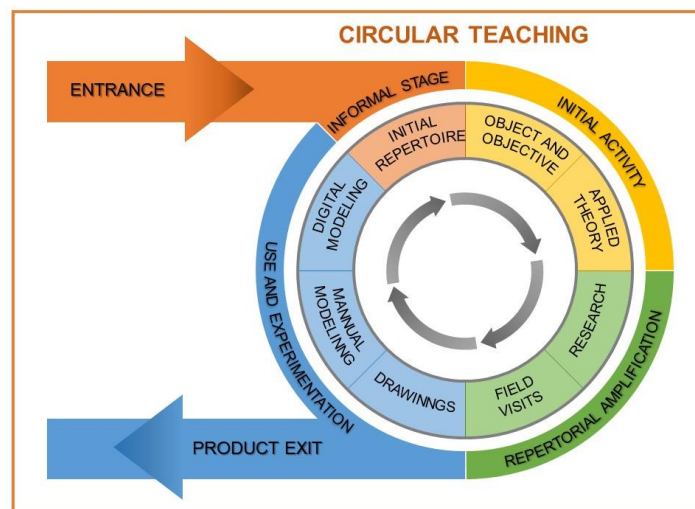 CIRCULAR TEACHING
ENTRANCE
INFORMAL STAGE
INITIAL ACTIVITY
INITIAL
REPERTOIRE
OBJECT AND
OBJECTIVE
APPLIED
THEORY
RESEARCH
FIELD
VISITS
DRAWINNGS
MANNUAL
MODELINNG
DIGITAL
MODELING
USE AND EXPERIMENTATION
REPERTORIAL AMPLIFICATION
PRODUCT EXIT